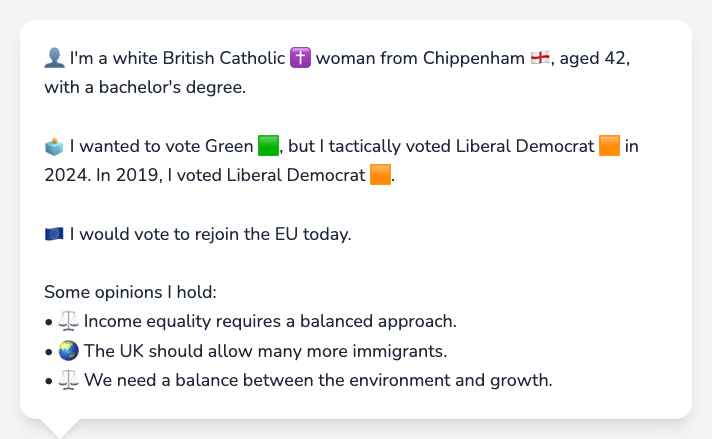 👤 I'm a white British Catholic ✝️ woman from Chippenham 🏴󠁧󠁢󠁥󠁮󠁧󠁿, aged 42,
with a bachelor's degree.
🗳️ I wanted to vote Green 🟩, but I tactically voted Liberal Democrat 🟧 in
2024. In 2019, I voted Liberal Democrat 🟧.
🇪🇺 I would vote to rejoin the EU today.
Some opinions I hold:
• ⚖️ Income equality requires a balanced approach.
• 🌏 The UK should allow many more immigrants.
• ⚖️ We need a balance between the environment and growth.